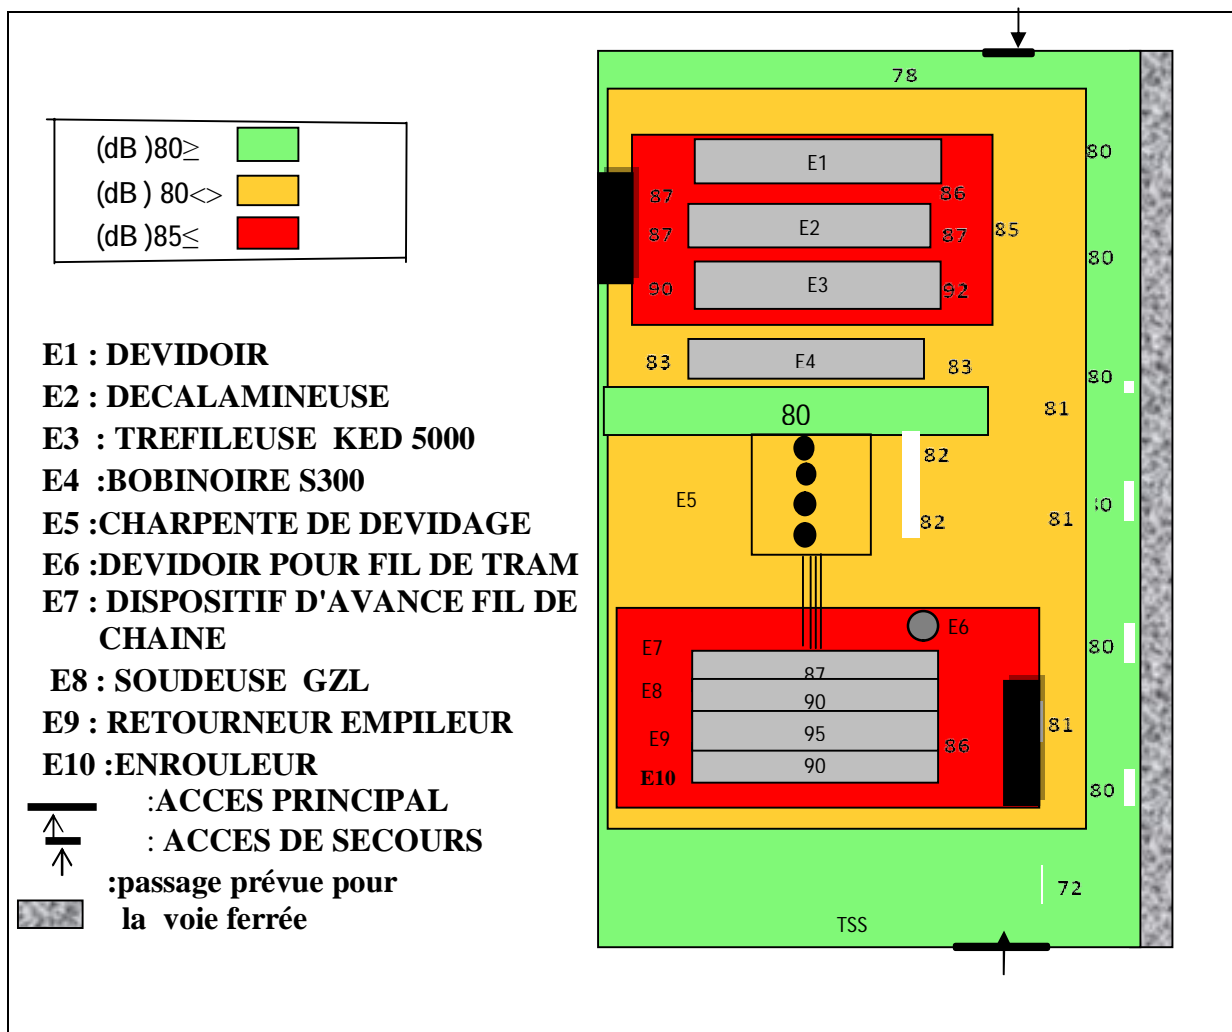 (dB )80≥
(dB ) 80<>
(dB )85≤
E1 : DEVIDOIR
E2 : DECALAMINEUSE
E3 : TREFILEUSE KED 5000
E4 :BOBINOIRE S300
E5 :CHARPENTE DE DEVIDAGE
E6 :DEVIDOIR POUR FIL DE TRAM
E7 : DISPOSITIF D'AVANCE FIL DE
CHAINE
E8 : SOUDEUSE GZL
E9 : RETOURNEUR EMPILEUR
E10 :ENROULEUR
:ACCES PRINCIPAL
: ACCES DE SECOURS
:passage prévue pour
la voie ferrée
78
80
E1
87
86
87
E2
87
85
80
90
E3
92
83
E4
83
80
80
81
82
E5
82
81
80
E6
E7
87
80
E8
90
E9
95
86
81
E10
90
80
72
TSS